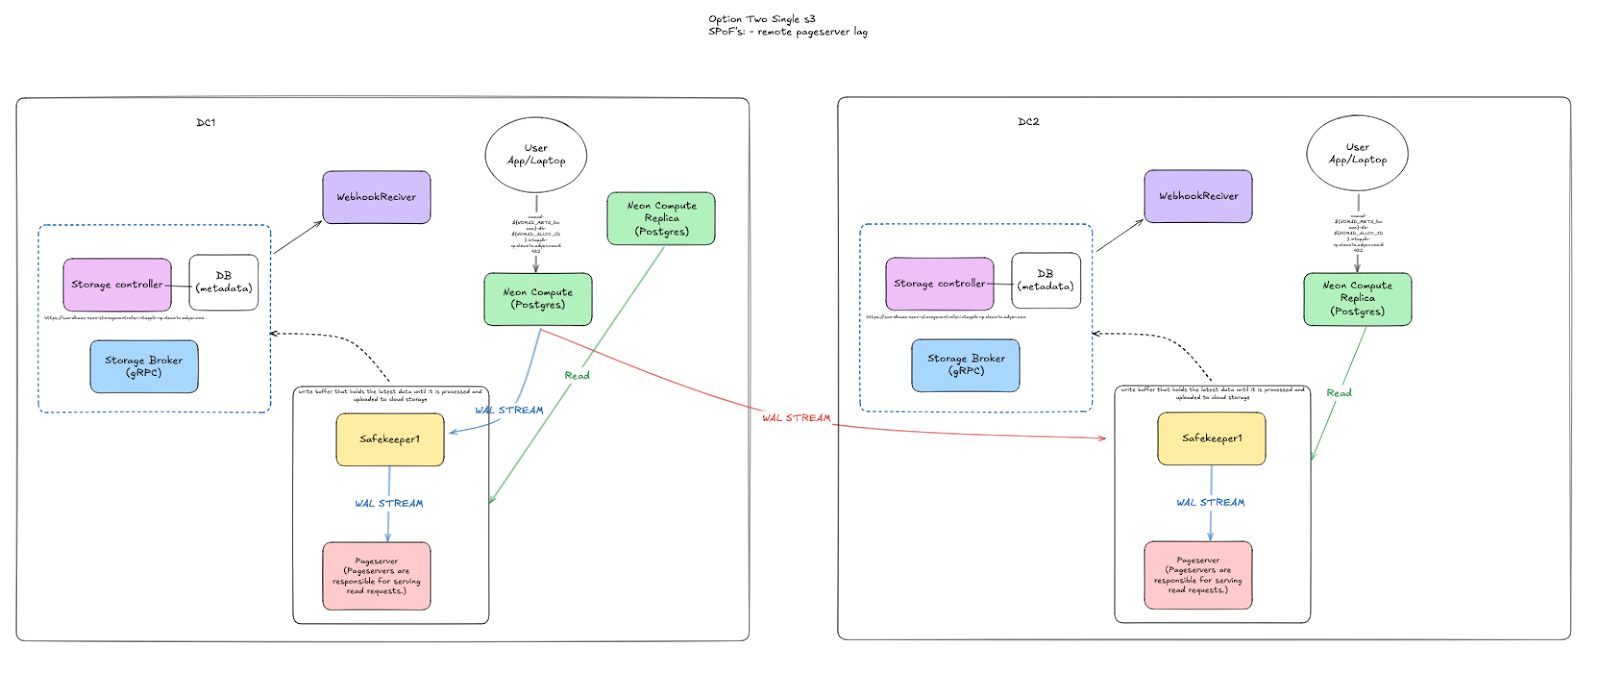 Option Two Single s3
SPoF's: - remote pageserver lag
DC1
User
App/Laptop
WebhookReciver
Neon Compute
Replica
(Postgres)
Storage controller
DB
(metadata)
Neon Compute
(Postgres)
Storage Broker
(gRPC)
Read
write buffer that holds the latest data until it is processed and
uploaded to cloud storage
WAL STREAM
Safekeeper1
WAL STREAM
Pageserver
(Pageservers are
responsible for serving
read requests.)
WAL STREAM
DC2
User
App/Laptop
WebhookReciver
Storage controller
DB
(metadata)
Neon Compute
Replica
(Postgres)
Storage Broker
(gRPC)
Read
write buffer that holds the latest data until it is processed and
uploaded to cloud storage
Safekeeper1
WAL STREAM
Pageserver
(Pageservers are
responsible for serving
read requests.)